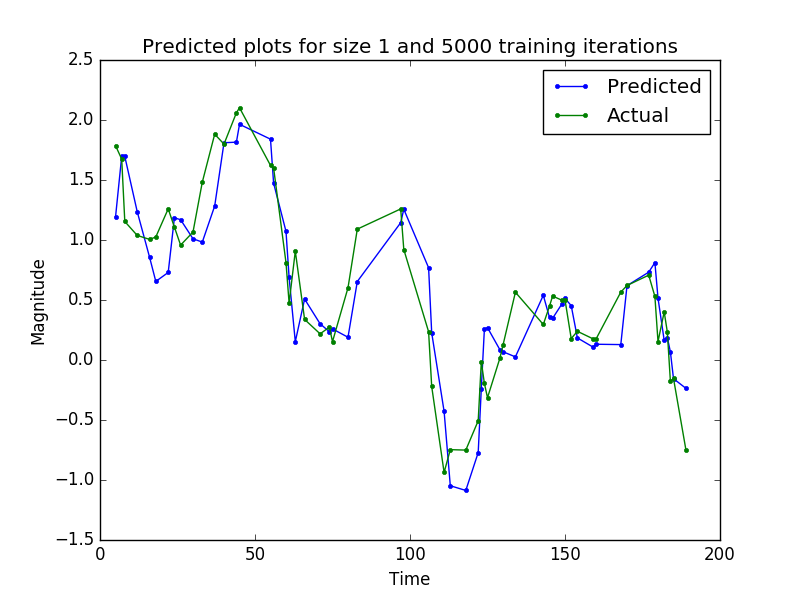 Predicted plots for size 1 and 5000 training iterations
Predicted
Actual
2.5
2.0
1.5
1.0
0.5
0.0
−0.5
−1.0
−1.5
Magnitude
0
50
100
150
200
Time